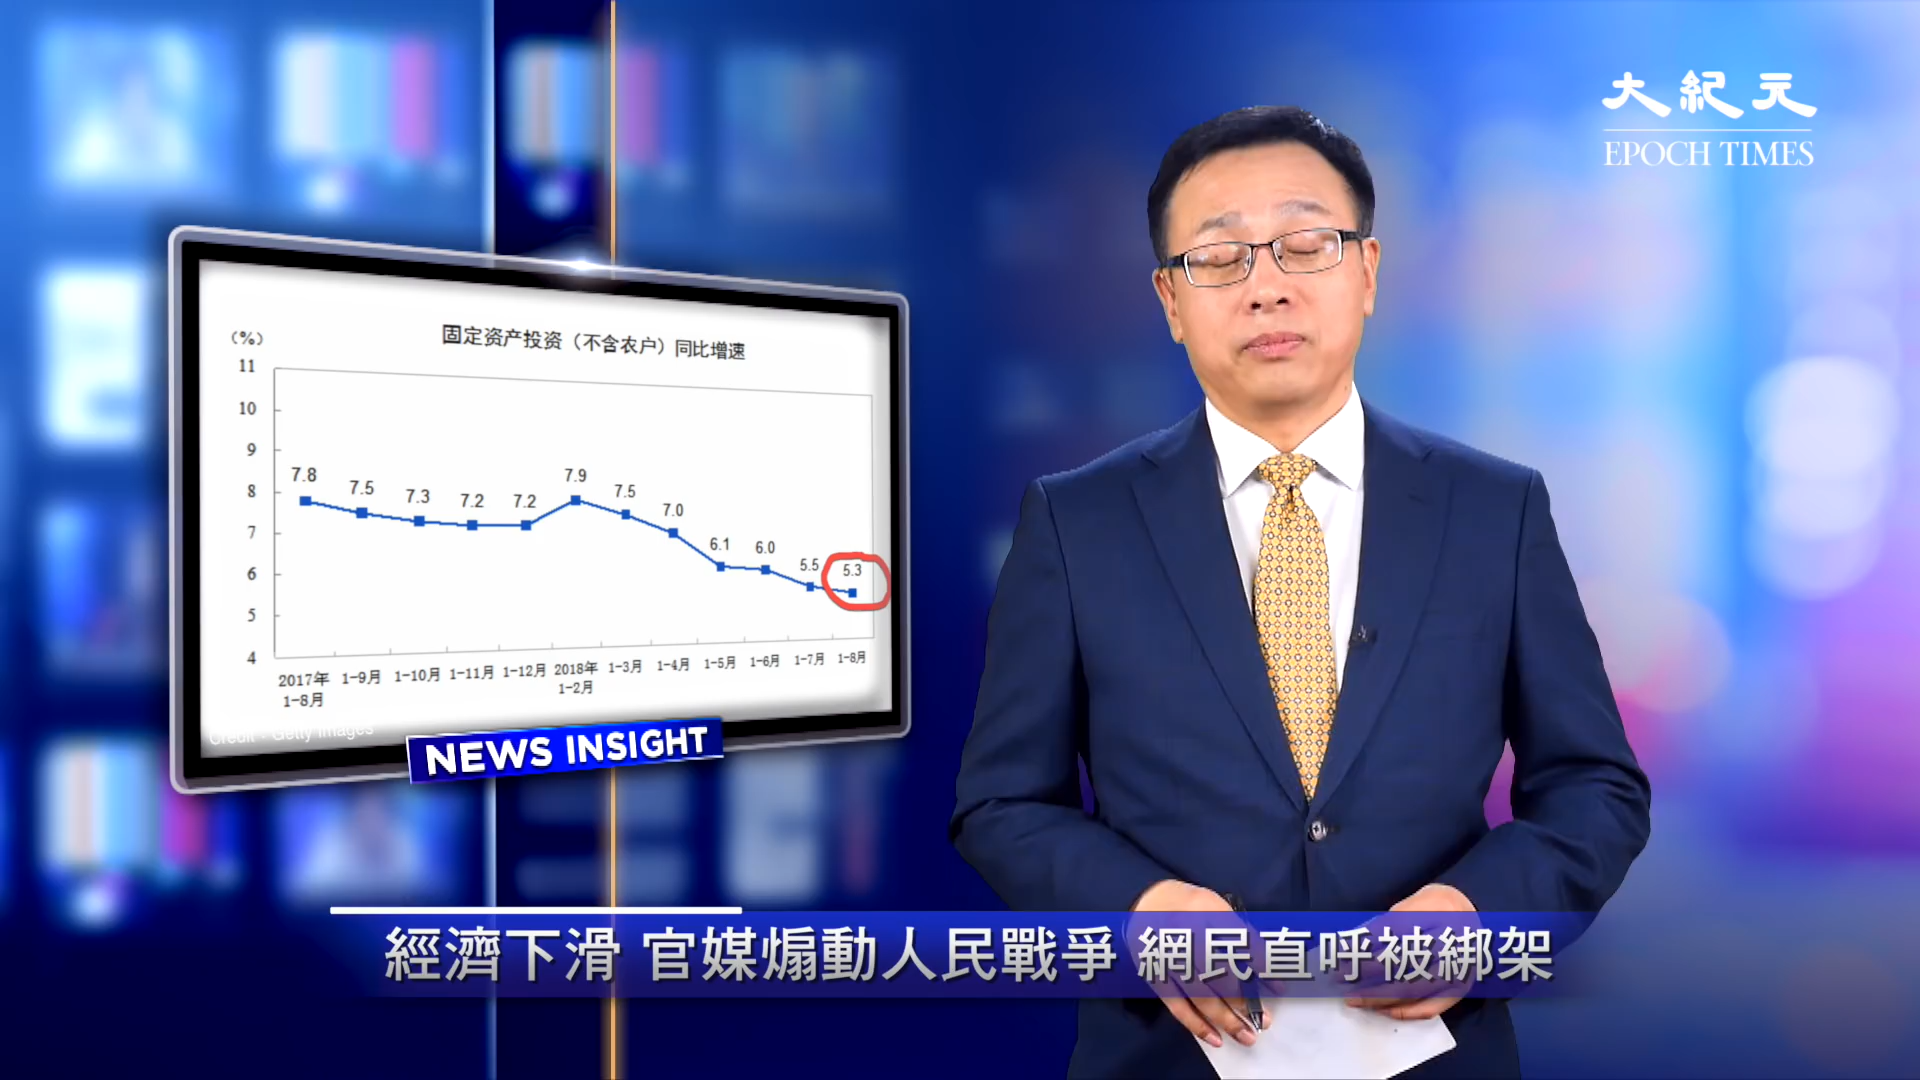 大紀元
EPOCH TIMES
固定资产投资（不含农户）同比增速
（%）
11
10
9
8
7
6
5
4
7.8
7.5
7.3
7.2
7.2
7.9
7.5
7.0
6.1
6.0
5.5
5.3
2017年
1-8月
1-9月
1-10月
1-11月
1-12月
2018年
1-2月
1-3月
1-4月
1-5月
1-6月
1-7月
1-8月
Credit - Getty Images
NEWS INSIGHT
經濟下滑 官媒煽動人民戰爭 網民直呼被綁架